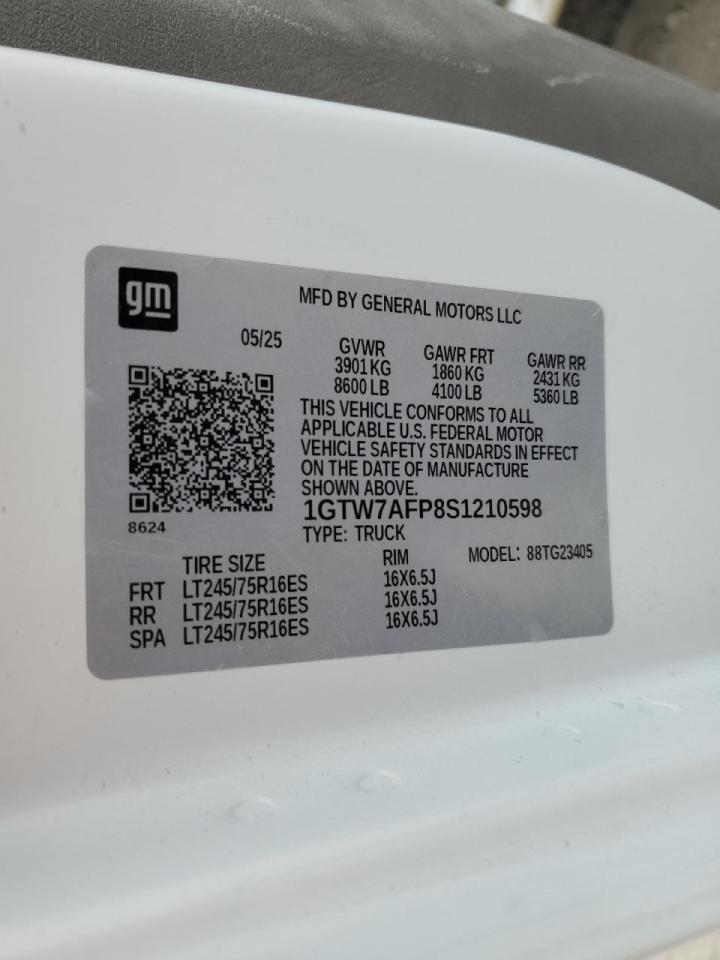 gm
MFD BY GENERAL MOTORS LLC
05/25
GVWR GAWR FRT GAWR RR
3901 KG 1860 KG 2431 KG
8600 LB 4100 LB 5360 LB
THIS VEHICLE CONFORMS TO ALL
APPLICABLE U.S. FEDERAL MOTOR
VEHICLE SAFETY STANDARDS IN EFFECT
ON THE DATE OF MANUFACTURE
SHOWN ABOVE.
8624
1GTW7AFP8S1210598
TYPE: TRUCK MODEL: 88TG23405
TIRE SIZE RIM
FRT LT245/75R16ES 16X6.5J
RR LT245/75R16ES 16X6.5J
SPA LT245/75R16ES 16X6.5J